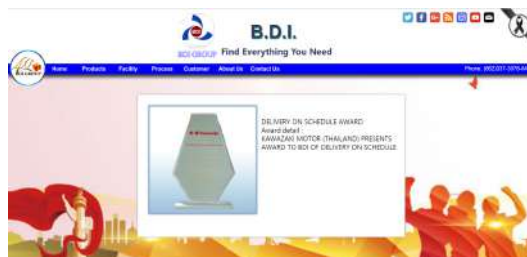 B.D.I.
BDI GROUP
Find Everything You Need
Home Products Facility Process Customer About Us Contact Us
DELIVERY ON SCHEDULE AWARD
Award detail :
KAWAZAKI MOTOR (THAILAND) PRESENTS
AWARD TO BDI OF DELIVERY ON SCHEDULE